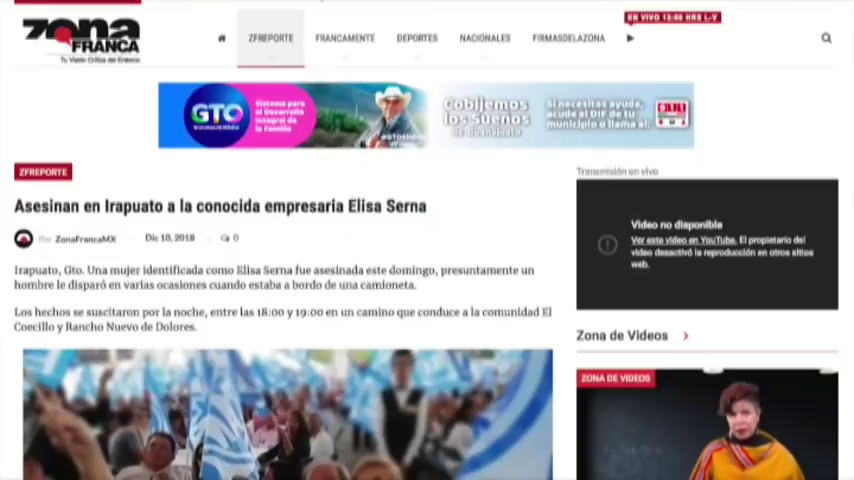 zona
FRANCA
Tu Visión Crítica del Entorno
ZFREPORTE
FRANCAMENTE
DEPORTES
NACIONALES
FIRMASDELAZONA
EN VIVO 13:00 HRS L-V
GTO
Sistema para
el Desarrollo
Integral de
la Familia
Cobijemos
los Sueños
de Guanajuato
Si necesitas ayuda,
acude al DIF de tu
municipio o llama al:
911
ZFREPORTE
Asesinan en Irapuato a la conocida empresaria Elisa Serna
Por ZonaFrancaMX
Dic 10, 2018
0
Irapuato, Gto. Una mujer identificada como Elisa Serna fue asesinada este domingo, presuntamente un
hombre le disparó en varias ocasiones cuando estaba a bordo de una camioneta.
Los hechos se suscitaron por la noche, entre las 18:00 y 19:00 en un camino que conduce a la comunidad El
Coecillo y Rancho Nuevo de Dolores.
Transmisión en vivo
Video no disponible
Ver este video en YouTube. El propietario del
video desactivó la reproducción en otros sitios
web.
Zona de Videos
ZONA DE VIDEOS